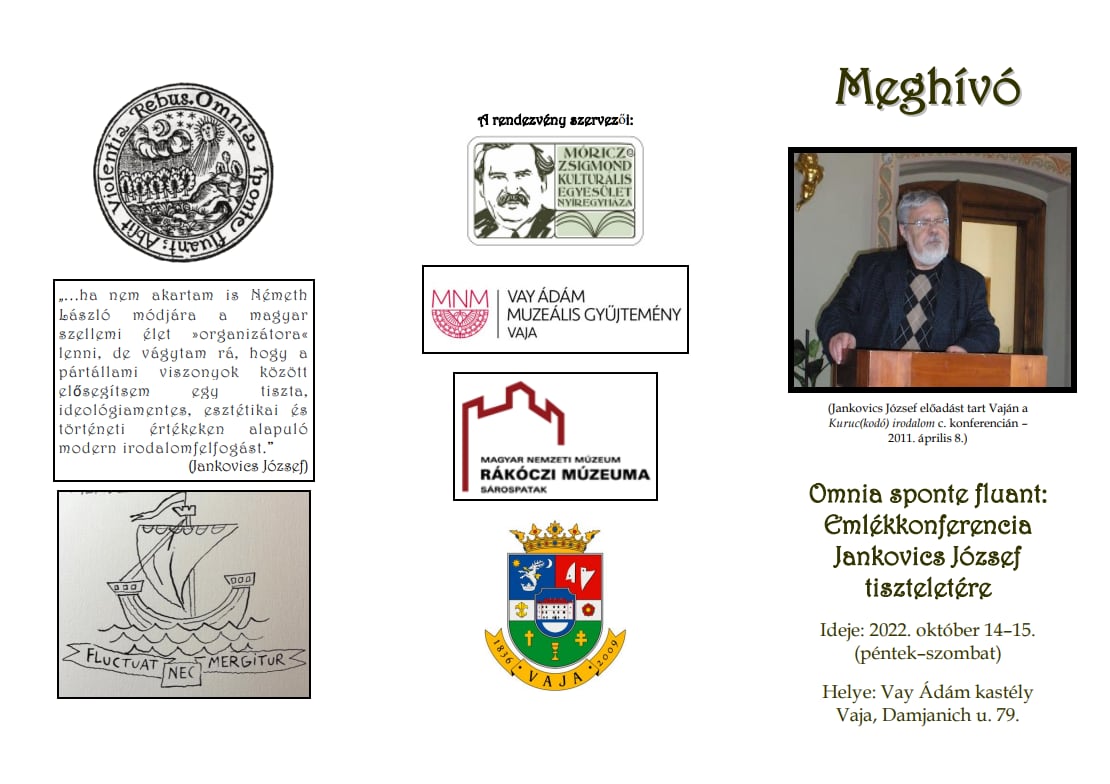 Omnia sponte fluant: Absit Violentia Rebus.
„...ha nem akartam is Németh
László módjára a magyar
szellemi élet »organizátora«
lenni, de vágytam rá, hogy a
pártállami viszonyok között
elősegítsem egy tiszta,
ideológiamentes, esztétikai és
történeti értékeken alapuló
modern irodalomfelfogást.”
(Jankovics József)
FLUCTUAT
NEC
MERGITUR
A rendezvény szervezői:
MÓRICZ
ZSIGMOND
KULTURÁLIS
EGYESÜLET
NYÍREGYHÁZA
MNM
VAY ÁDÁM
MUZEÁLIS GYŰJTEMÉNY
VAJA
MAGYAR NEMZETI MÚZEUM
RÁKÓCZI MÚZEUMA
SÁROSPATAK
1836 • VAJA • 2009
Meghívó
(Jankovics József előadást tart Vaján a
Kuruc(kodó) irodalom c. konferencián –
2011. április 8.)
Omnia sponte fluant:
Emlékkonferencia
Jankovics József
tiszteletére
Ideje: 2022. október 14–15.
(péntek–szombat)
Helye: Vay Ádám kastély
Vaja, Damjanich u. 79.